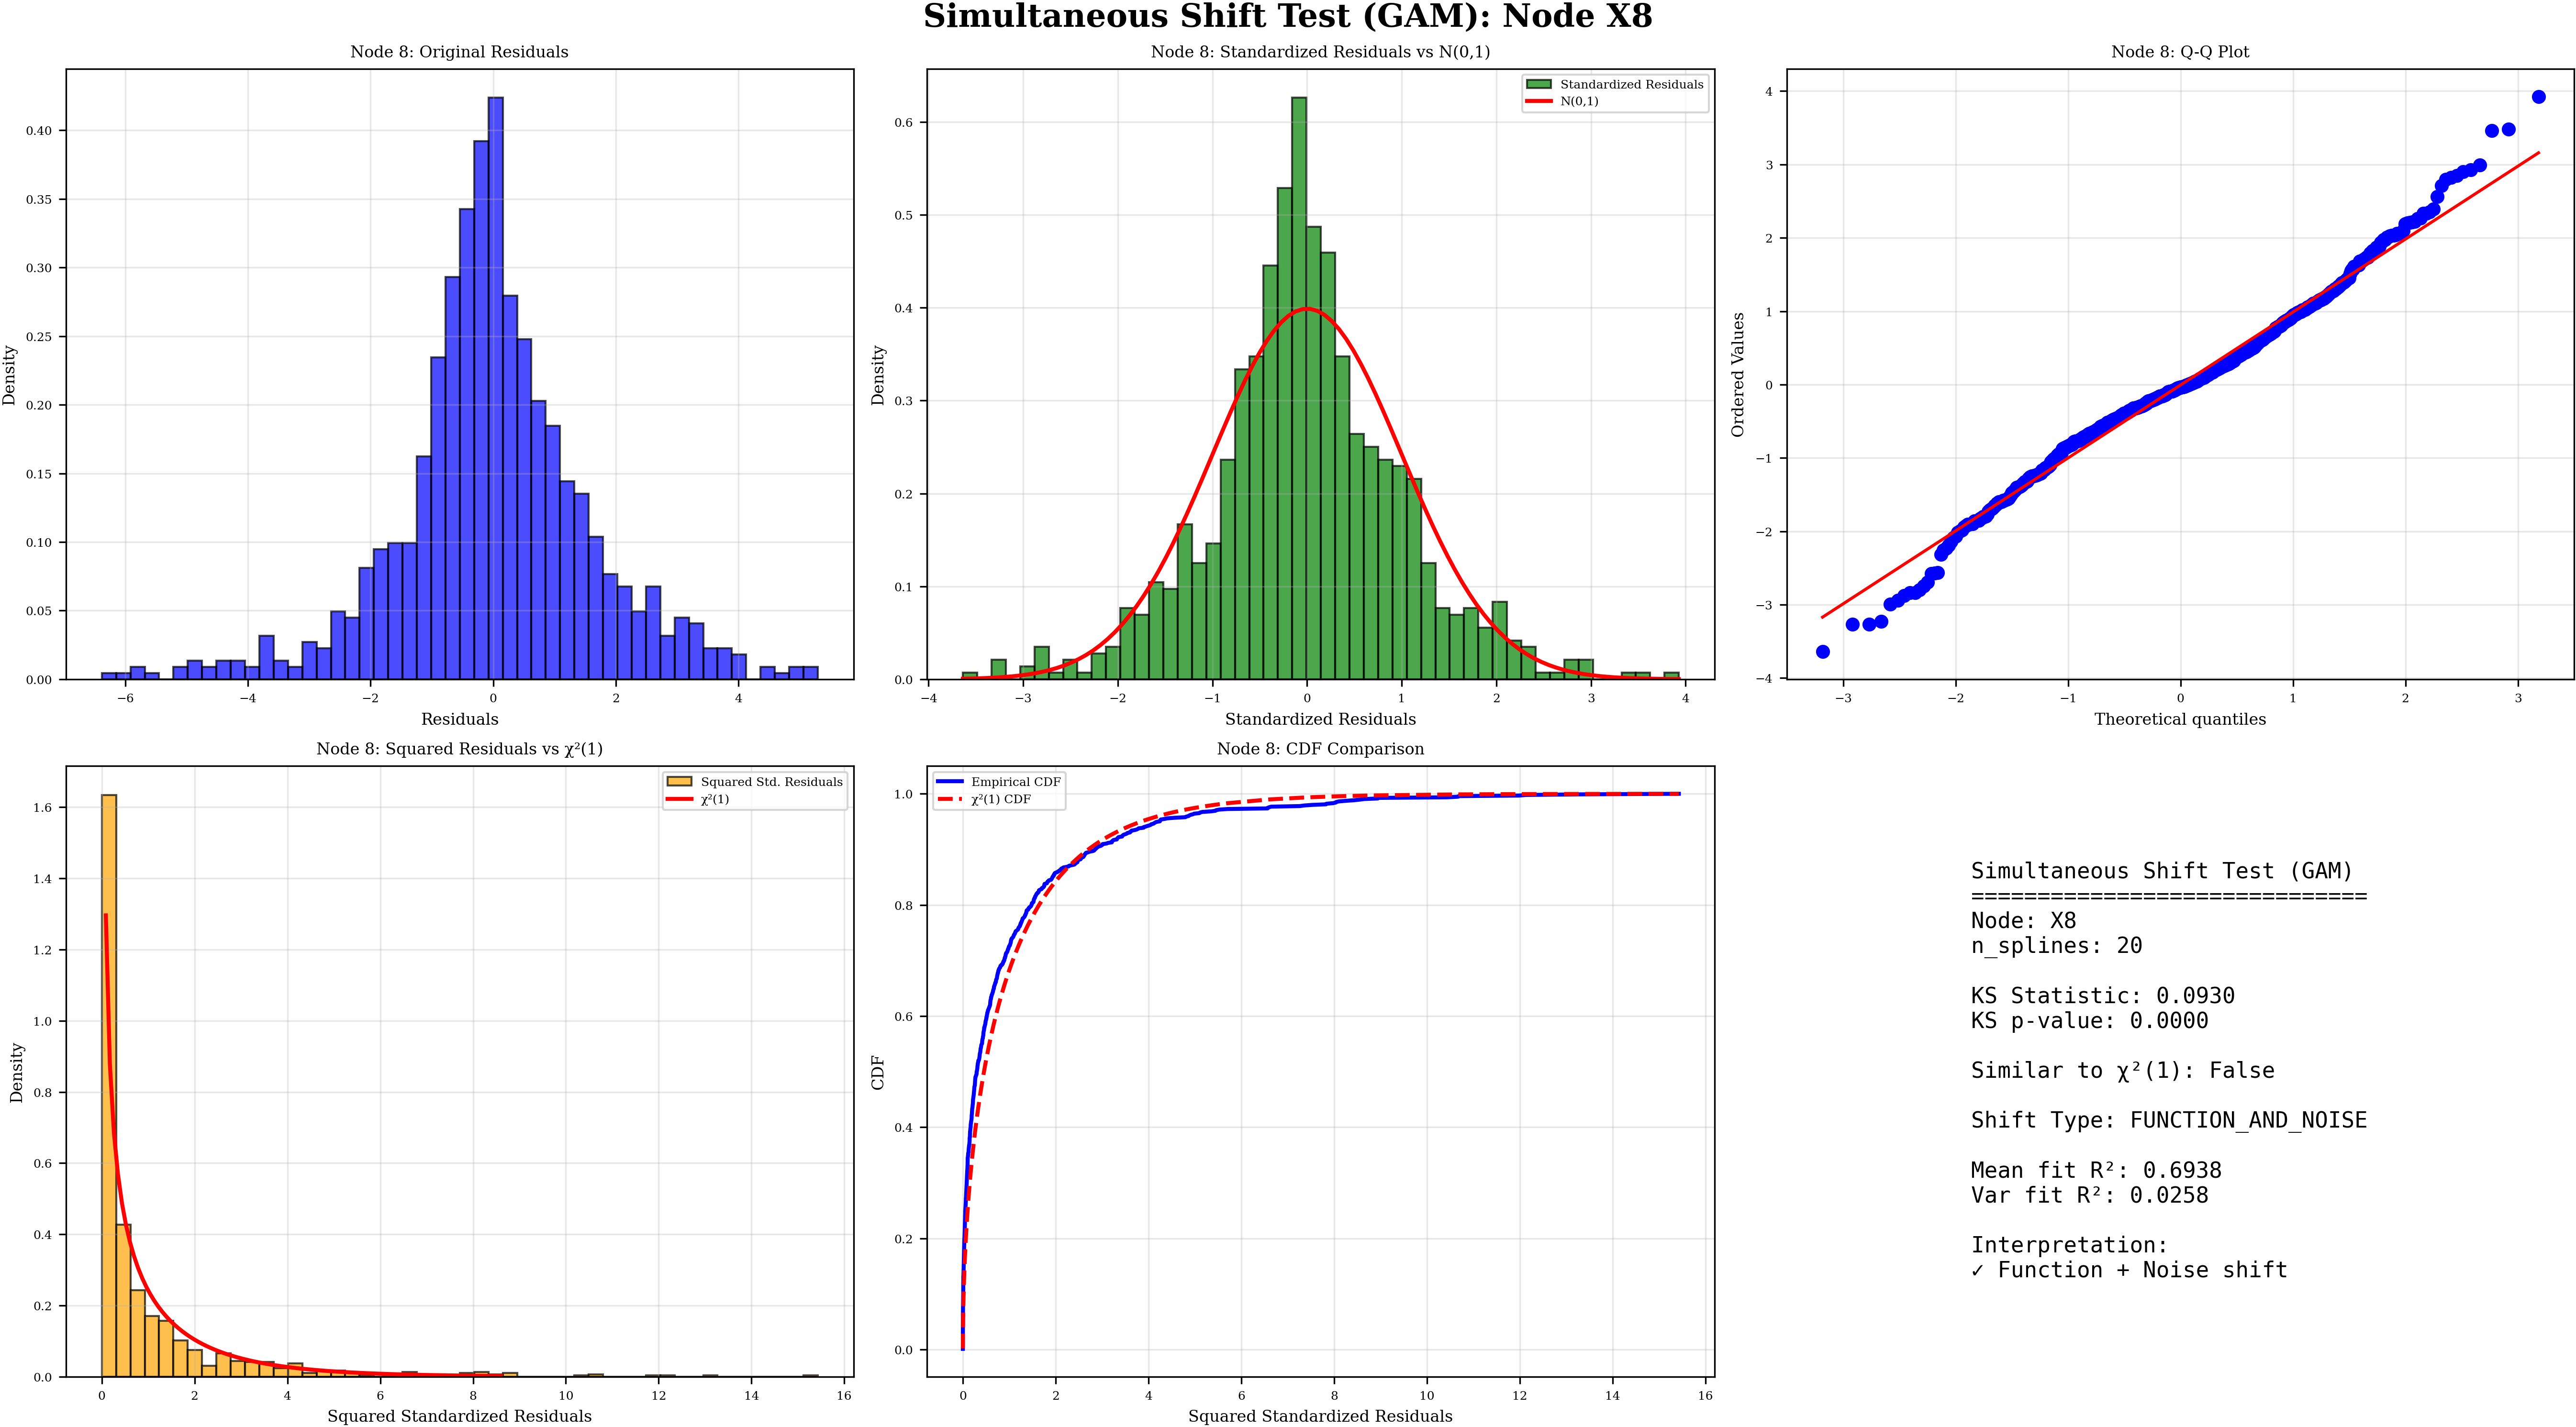 Simultaneous Shift Test (GAM): Node X8
Node 8: Original Residuals
Density
0.40
0.35
0.30
0.25
0.20
0.15
0.10
0.05
0.00
−6 −4 −2 0 2 4
Residuals
Node 8: Standardized Residuals vs N(0,1)
Standardized Residuals
N(0,1)
Density
0.6
0.5
0.4
0.3
0.2
0.1
0.0
−4 −3 −2 −1 0 1 2 3 4
Standardized Residuals
Node 8: Q-Q Plot
Ordered Values
4
3
2
1
0
−1
−2
−3
−4
−3 −2 −1 0 1 2 3
Theoretical quantiles
Node 8: Squared Residuals vs χ²(1)
Squared Std. Residuals
χ²(1)
Density
1.6
1.4
1.2
1.0
0.8
0.6
0.4
0.2
0.0
0 2 4 6 8 10 12 14 16
Squared Standardized Residuals
Node 8: CDF Comparison
Empirical CDF
χ²(1) CDF
CDF
1.0
0.8
0.6
0.4
0.2
0.0
0 2 4 6 8 10 12 14 16
Squared Standardized Residuals
Simultaneous Shift Test (GAM)
==============================
Node: X8
n_splines: 20
KS Statistic: 0.0930
KS p-value: 0.0000
Similar to χ²(1): False
Shift Type: FUNCTION_AND_NOISE
Mean fit R²: 0.6938
Var fit R²: 0.0258
Interpretation:
✓ Function + Noise shift